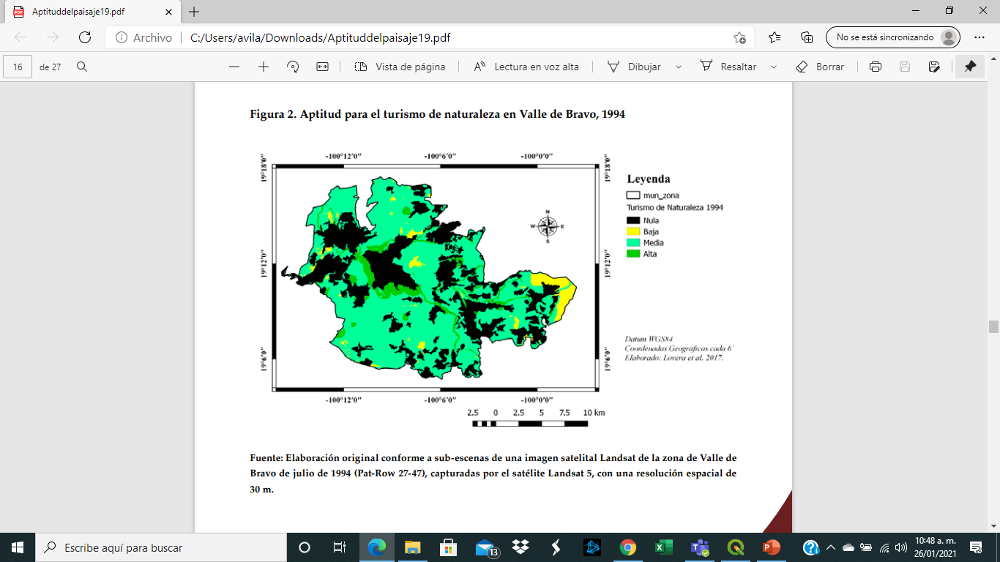 Aptituddelpaisaje19.pdf
Archivo C:/Users/avila/Downloads/Aptituddelpaisaje19.pdf No se está sincronizando
16 de 27 Vista de página Lectura en voz alta Dibujar Resaltar Borrar
Figura 2. Aptitud para el turismo de naturaleza en Valle de Bravo, 1994
-100°12'0" -100°6'0" -100°0'0"
19°18'0" 19°18'0"
19°12'0" 19°12'0"
19°6'0" 19°6'0"
-100°12'0" -100°6'0" -100°0'0"
N
W E
S
Leyenda
mun_zona
Turismo de Naturaleza 1994
Nula
Baja
Media
Alta
Datum WGS84
Coordenadas Geográficas cada 6´
Elaborado: Lovera et al. 2017.
2.5 0 2.5 5 7.5 10 km
Fuente: Elaboración original conforme a sub-escenas de una imagen satelital Landsat de la zona de Valle de
Bravo de julio de 1994 (Pat-Row 27-47), capturadas por el satélite Landsat 5, con una resolución espacial de
30 m.
Escribe aquí para buscar
13
10:48 a. m.
26/01/2021